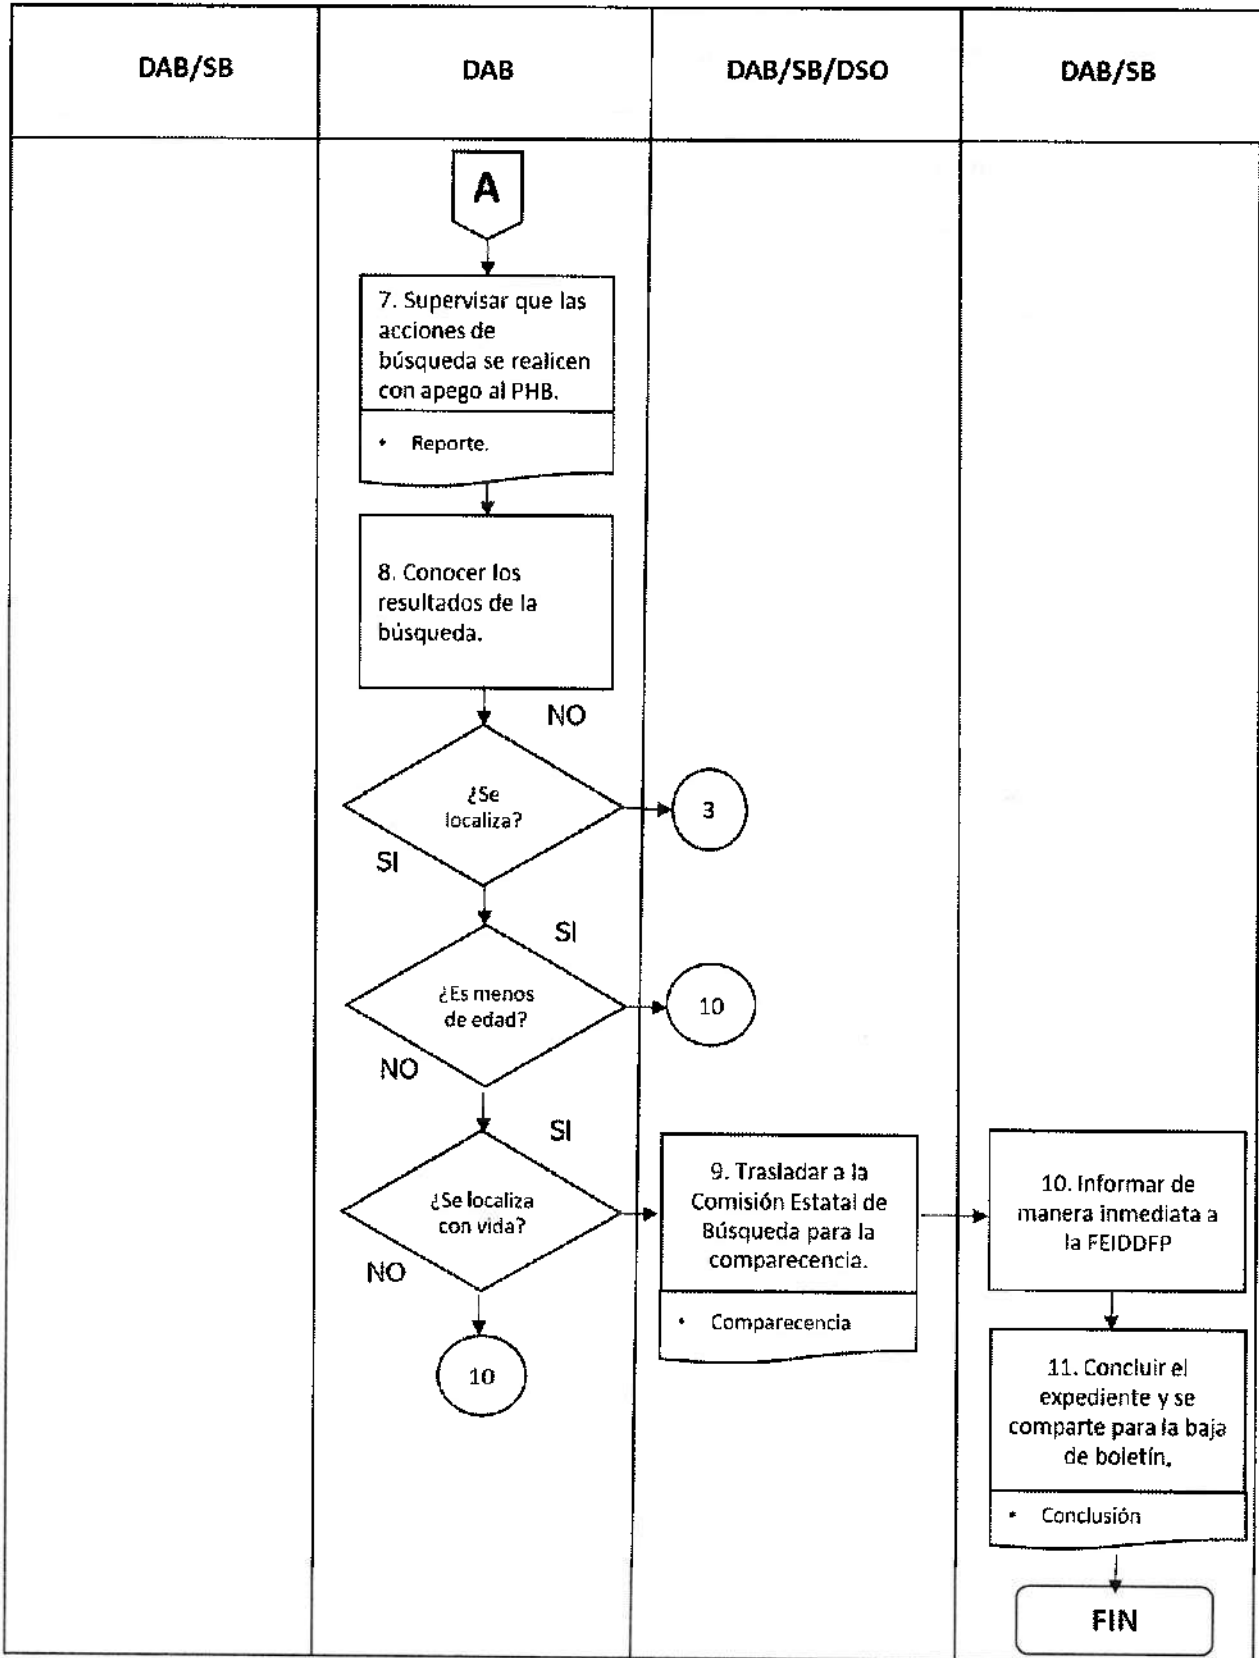 DAB/SB
DAB
DAB/SB/DSO
DAB/SB
A
7. Supervisar que las
acciones de
búsqueda se realicen
con apego al PHB.
• Reporte.
8. Conocer los
resultados de la
búsqueda.
NO
¿Se
localiza?
3
SI
SI
¿Es menos
de edad?
10
NO
SI
¿Se localiza
con vida?
NO
10
9. Trasladar a la
Comisión Estatal de
Búsqueda para la
comparecencia.
• Comparecencia
10. Informar de
manera inmediata a
la FEIDDFP
11. Concluir el
expediente y se
comparte para la baja
de boletín.
• Conclusión
FIN